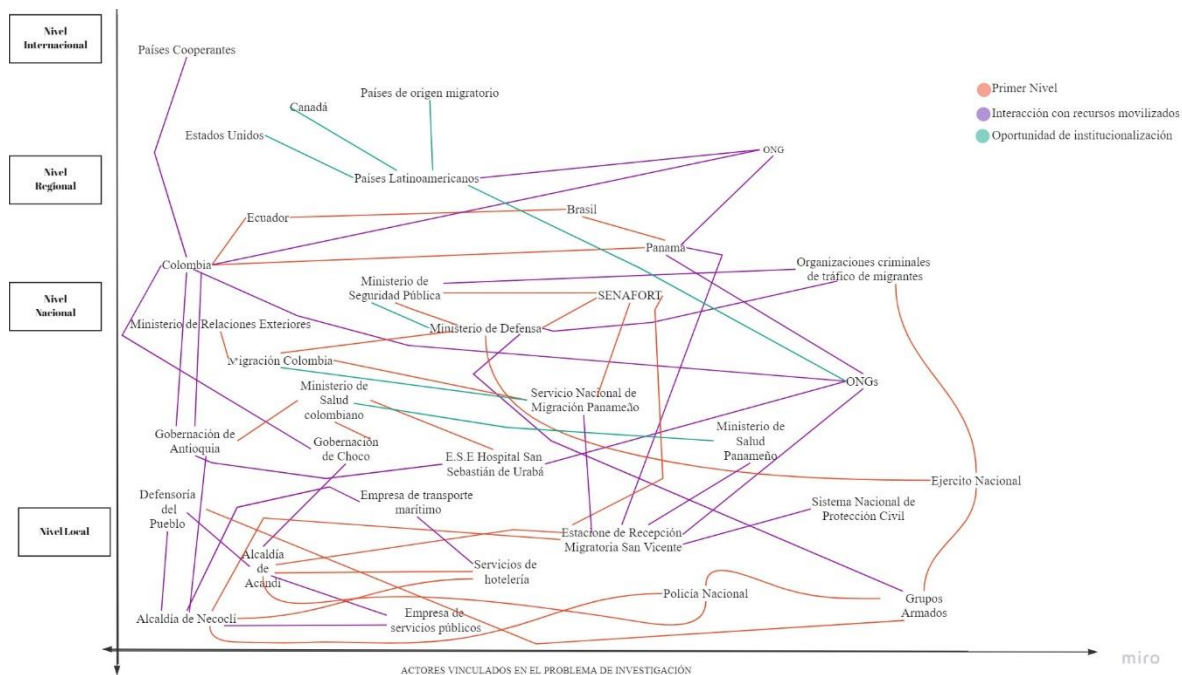 Nivel
Internacional
Países Cooperantes
Países de origen migratorio
Canadá
Estados Unidos
Primer Nivel
Interacción con recursos movilizados
Oportunidad de institucionalización
ONG
Nivel
Regional
Países Latinoamericanos
Ecuador
Brasil
Panamá
Colombia
Organizaciones criminales
de tráfico de migrantes
Nivel
Nacional
Ministerio de
Seguridad Pública
SENAFORT
Ministerio de Relaciones Exteriores
Ministerio de Defensa
Migración Colombia
ONGs
Ministerio de
Salud
colombiano
Servicio Nacional de
Migración Panameño
Gobernación de
Antioquia
Gobernación
de Choco
E.S.E Hospital San
Sebastián de Urabá
Ministerio de
Salud
Panameño
Ejercito Nacional
Defensoría
del
Pueblo
Empresa de transporte
marítimo
Sistema Nacional de
Protección Civil
Nivel Local
Estacione de Recepción
Migratoria San Vicente
Alcaldía
de
Acandí
Servicios de
hotelería
Policía Nacional
Grupos
Armados
Alcaldía de Necoclí
Empresa de
servicios públicos
ACTORES VINCULADOS EN EL PROBLEMA DE INVESTIGACIÓN
miro